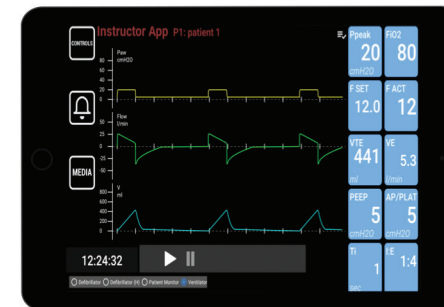 Instructor App P1: patient 1
CONTROLS
MEDIA
Paw
cmH2O
60
40
20
0
Flow
l/min
50
25
0
-25
-50
V
ml
800
600
400
200
0
Ppeak
20
cmH2O
FiO2
80
F SET
12.0
F ACT
12
VTE
441
ml
VE
5.3
l/min
PEEP
5
cmH2O
AP/PLAT
5
cmH2O
Ti
1
sec
I:E
1:4
12:24:32
Defibrillator Defibrillator (H) Patient Monitor Ventilator